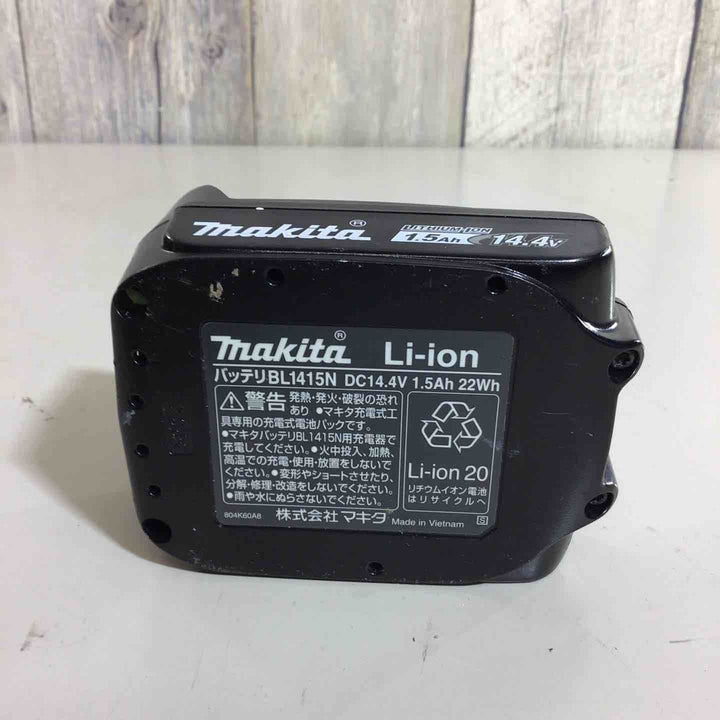 makita®
LITHIUM-ION
1.5Ah 14.4V
makita® Li-ion
バッテリBL1415N DC14.4V 1.5Ah 22Wh
⚠警告 発熱・発火・破裂の恐れ
あり ●マキタ充電式工
具専用の充電式電池パックです。
●マキタバッテリBL1415N用充電器で
充電してください。●火中投入、加熱、
高温での充電・使用・放置をしないで
ください。●変形やショートさせたり、
分解・修理・改造をしないでください。
●雨や水にぬらさないでください。
804K60A8 株式会社マキタ Made in Vietnam S
Li-ion 20
リチウムイオン電池
はリサイクルへ